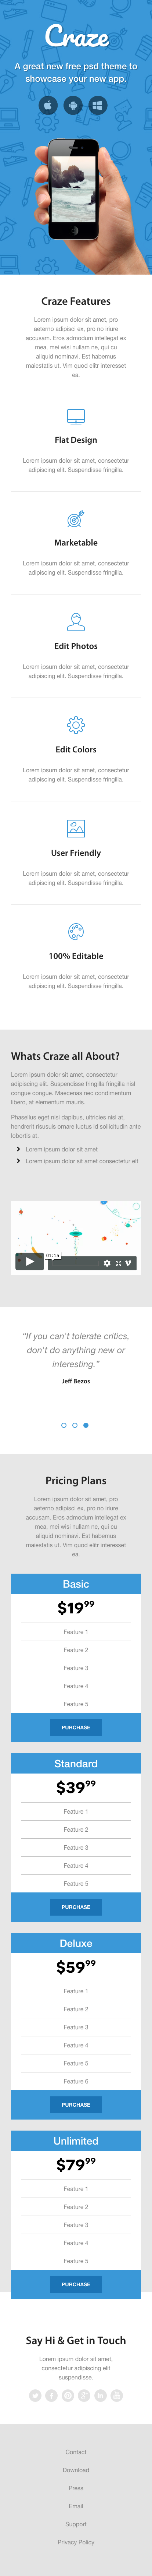 Craze
A great new free psd theme to
showcase your new app.
Craze Features
Lorem ipsum dolor sit amet, pro
aeterno adipisci ex, pro no iriure
accusam. Eros admodum intellegat ex
mea, mei wisi nullam ne, qui cu
aliquid nominavi. Est habemus
maiestatis ut. Vim quod elitr interesset
ea.
Flat Design
Lorem ipsum dolor sit amet, consectetur
adipiscing elit. Suspendisse fringilla.
Marketable
Lorem ipsum dolor sit amet, consectetur
adipiscing elit. Suspendisse fringilla.
Edit Photos
Lorem ipsum dolor sit amet, consectetur
adipiscing elit. Suspendisse fringilla.
Edit Colors
Lorem ipsum dolor sit amet, consectetur
adipiscing elit. Suspendisse fringilla.
User Friendly
Lorem ipsum dolor sit amet, consectetur
adipiscing elit. Suspendisse fringilla.
100% Editable
Lorem ipsum dolor sit amet, consectetur
adipiscing elit. Suspendisse fringilla.
Whats Craze all About?
Lorem ipsum dolor sit amet, consectetur
adipiscing elit. Suspendisse fringilla fringilla nisl
congue congue. Maecenas nec condimentum
libero, at elementum mauris.
Phasellus eget nisi dapibus, ultricies nisl at,
hendrerit risusuis ornare luctus id sollicitudin ante
lobortis at.
Lorem ipsum dolor sit amet
Lorem ipsum dolor sit amet consectetur elit
01:15
“If you can't tolerate critics,
don't do anything new or
interesting.”
Jeff Bezos
Pricing Plans
Lorem ipsum dolor sit amet, pro
aeterno adipisci ex, pro no iriure
accusam. Eros admodum intellegat ex
mea, mei wisi nullam ne, qui cu
aliquid nominavi. Est habemus
maiestatis ut. Vim quod elitr interesset
ea.
Basic
$19.99
Feature 1
Feature 2
Feature 3
Feature 4
Feature 5
PURCHASE
Standard
$39.99
Feature 1
Feature 2
Feature 3
Feature 4
Feature 5
PURCHASE
Deluxe
$59.99
Feature 1
Feature 2
Feature 3
Feature 4
Feature 5
Feature 6
PURCHASE
Unlimited
$79.99
Feature 1
Feature 2
Feature 3
Feature 4
Feature 5
PURCHASE
Say Hi & Get in Touch
Lorem ipsum dolor sit amet,
consectetur adipiscing elit
suspendisse.
Contact
Download
Press
Email
Support
Privacy Policy